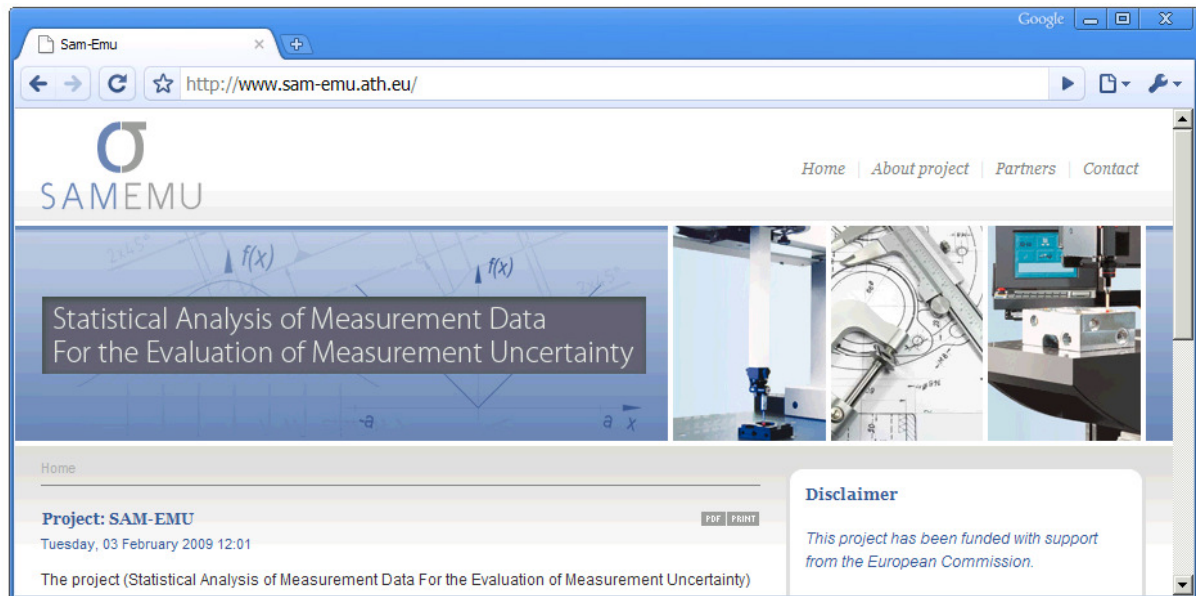 Google
Sam-Emu
http://www.sam-emu.ath.eu/
SAMEMU
Home | About project | Partners | Contact
2x45°
f(x)
f(x)
2x45°
Statistical Analysis of Measurement Data
For the Evaluation of Measurement Uncertainty
-a
a x
Home
Project: SAM-EMU
PDF PRINT
Tuesday, 03 February 2009 12:01
The project (Statistical Analysis of Measurement Data For the Evaluation of Measurement Uncertainty)
Disclaimer
This project has been funded with support
from the European Commission.